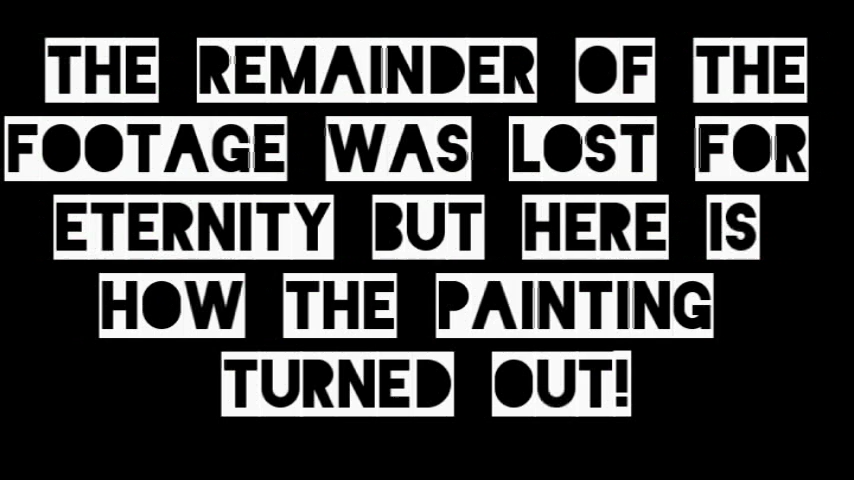 THE REMAINDER OF THE
FOOTAGE WAS LOST FOR
ETERNITY BUT HERE IS
HOW THE PAINTING
TURNED OUT!